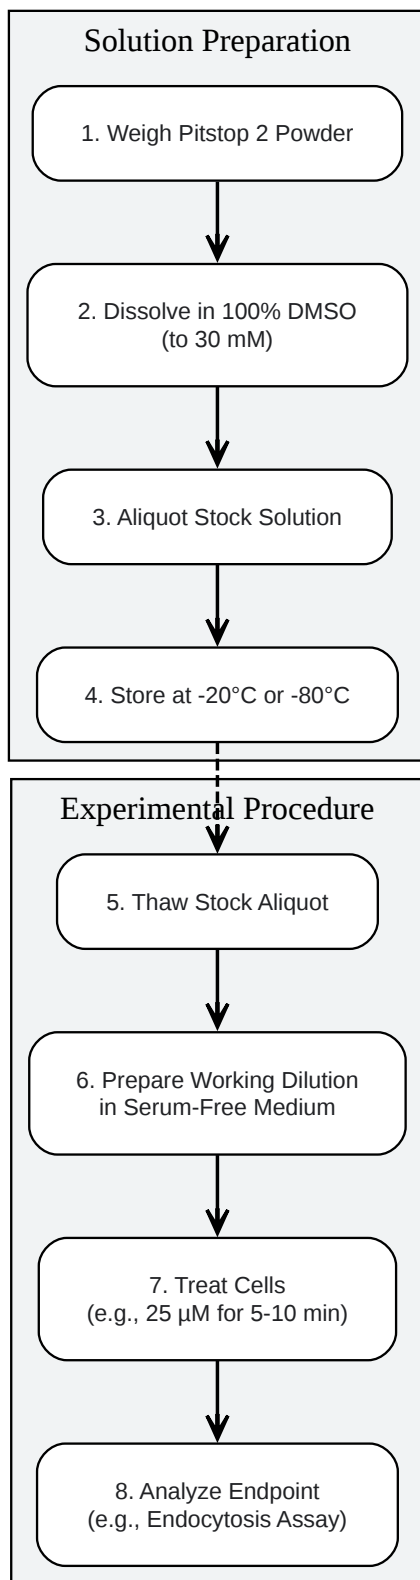 Solution Preparation
1. Weigh Pitstop 2 Powder
2. Dissolve in 100% DMSO
(to 30 mM)
3. Aliquot Stock Solution
4. Store at -20°C or -80°C
Experimental Procedure
5. Thaw Stock Aliquot
6. Prepare Working Dilution
in Serum-Free Medium
7. Treat Cells
(e.g., 25 µM for 5-10 min)
8. Analyze Endpoint
(e.g., Endocytosis Assay)